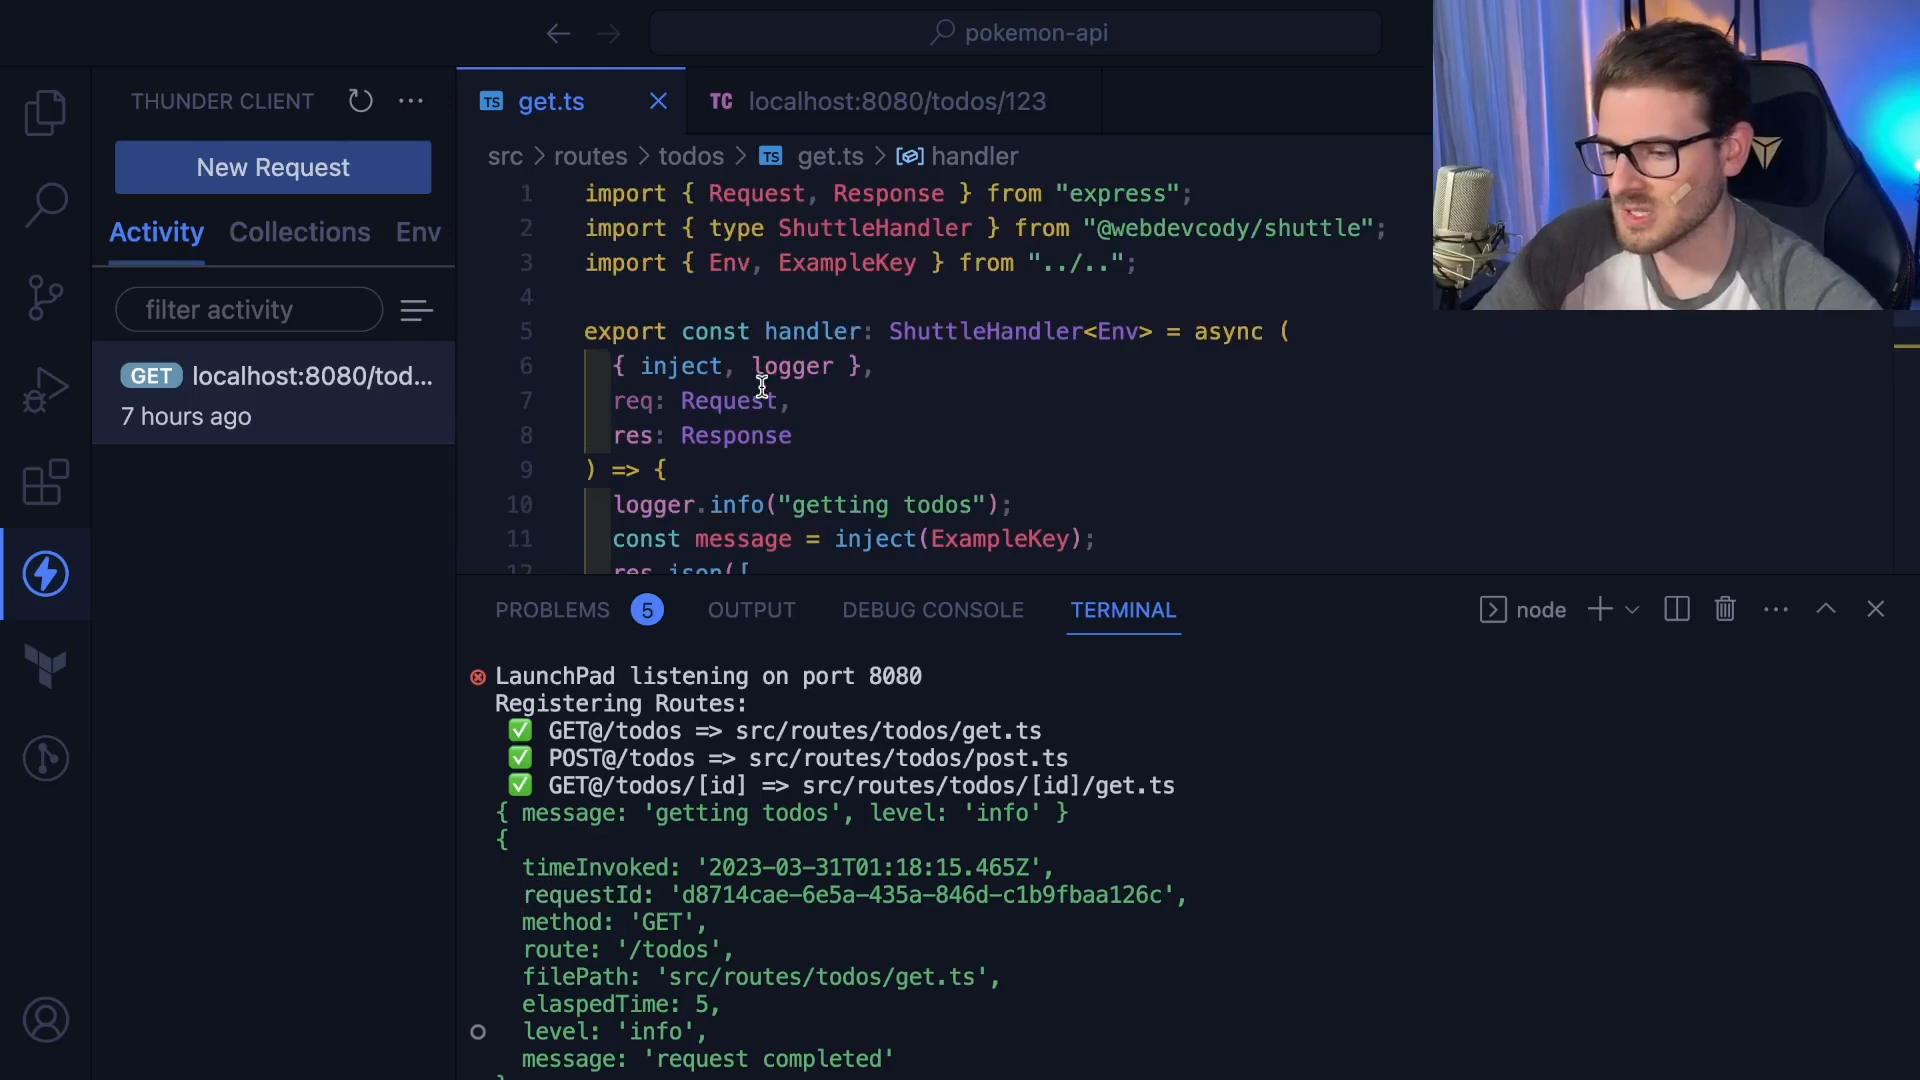 pokemon-api
THUNDER CLIENT
New Request
Activity Collections Env
filter activity
GET localhost:8080/tod...
7 hours ago
TS get.ts
TC localhost:8080/todos/123
src > routes > todos > TS get.ts > handler
1 import { Request, Response } from "express";
2 import { type ShuttleHandler } from "@webdevcody/shuttle";
3 import { Env, ExampleKey } from "../..";
4
5 export const handler: ShuttleHandler<Env> = async (
6 { inject, logger },
7 req: Request,
8 res: Response
9 ) => {
10 logger.info("getting todos");
11 const message = inject(ExampleKey);
12 res.json([
PROBLEMS 5 OUTPUT DEBUG CONSOLE TERMINAL
node
LaunchPad listening on port 8080
Registering Routes:
✅ GET@/todos => src/routes/todos/get.ts
✅ POST@/todos => src/routes/todos/post.ts
✅ GET@/todos/[id] => src/routes/todos/[id]/get.ts
{ message: 'getting todos', level: 'info' }
{
timeInvoked: '2023-03-31T01:18:15.465Z',
requestId: 'd8714cae-6e5a-435a-846d-c1b9fbaa126c',
method: 'GET',
route: '/todos',
filePath: 'src/routes/todos/get.ts',
elaspedTime: 5,
level: 'info',
message: 'request completed'
}